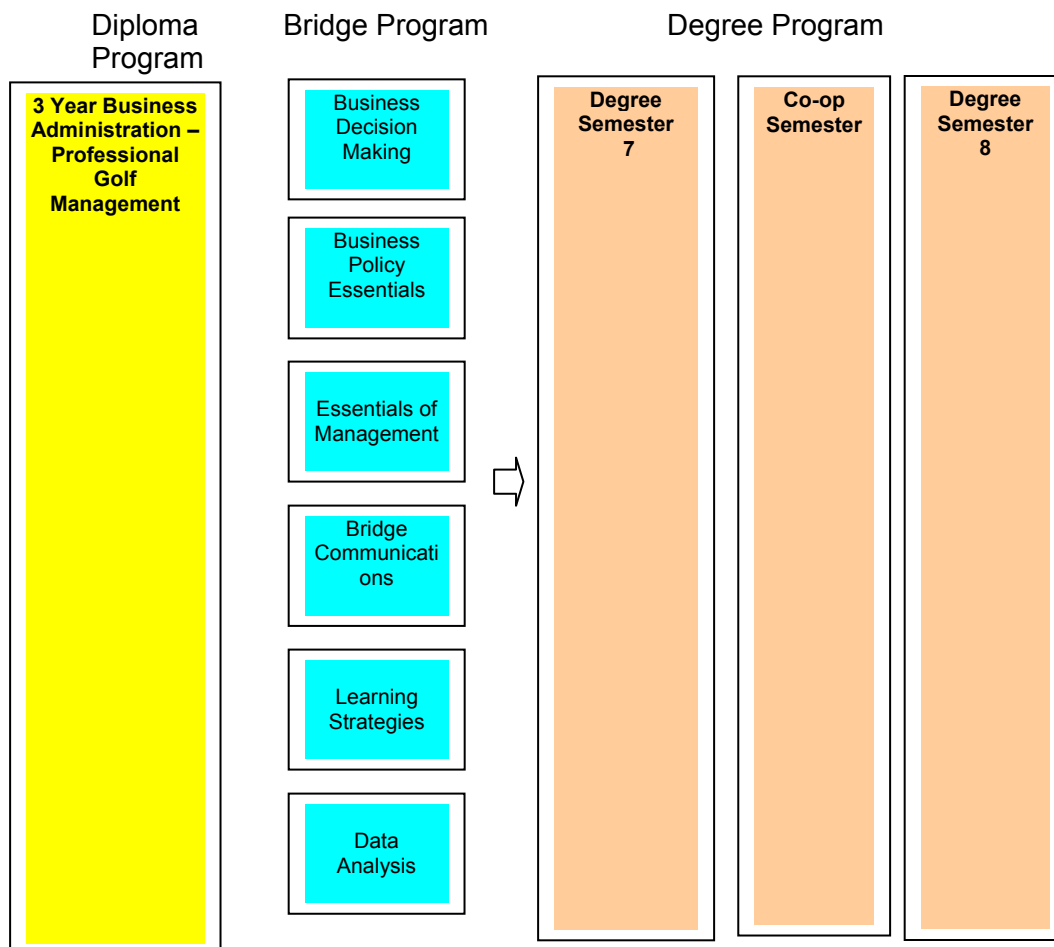 Diploma
Program
Bridge Program
Degree Program
3 Year Business
Administration –
Professional
Golf
Management
Business
Decision
Making
Business
Policy
Essentials
Essentials of
Management
Bridge
Communicati
ons
Learning
Strategies
Data
Analysis
Degree
Semester
7
Co-op
Semester
Degree
Semester
8